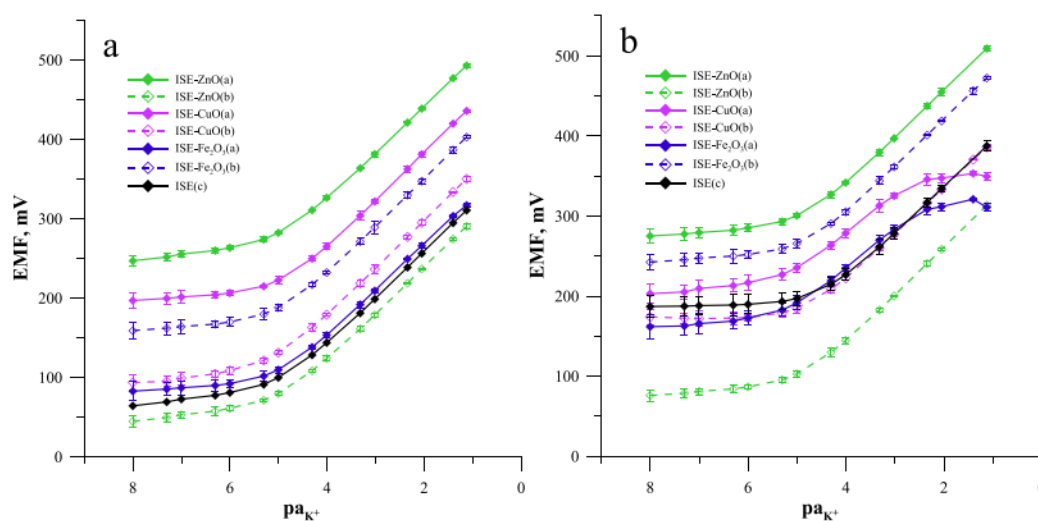 a
500
400
300
200
100
0
EMF, mV
8 6 4 2 0
pa_K⁺
ISE-ZnO(a)
ISE-ZnO(b)
ISE-CuO(a)
ISE-CuO(b)
ISE-Fe₂O₃(a)
ISE-Fe₂O₃(b)
ISE(c)
b
500
400
300
200
100
0
EMF, mV
8 6 4 2 0
pa_K⁺
ISE-ZnO(a)
ISE-ZnO(b)
ISE-CuO(a)
ISE-CuO(b)
ISE-Fe₂O₃(a)
ISE-Fe₂O₃(b)
ISE(c)